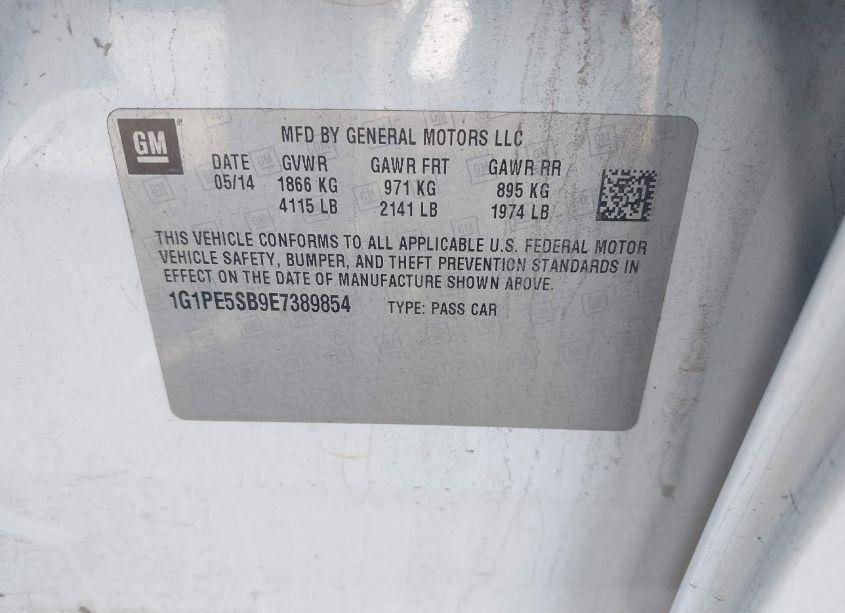 GM
MFD BY GENERAL MOTORS LLC
DATE GVWR GAWR FRT GAWR RR
05/14 1866 KG 971 KG 895 KG
4115 LB 2141 LB 1974 LB
THIS VEHICLE CONFORMS TO ALL APPLICABLE U.S. FEDERAL MOTOR
VEHICLE SAFETY, BUMPER, AND THEFT PREVENTION STANDARDS IN
EFFECT ON THE DATE OF MANUFACTURE SHOWN ABOVE.
1G1PE5SB9E7389854 TYPE: PASS CAR